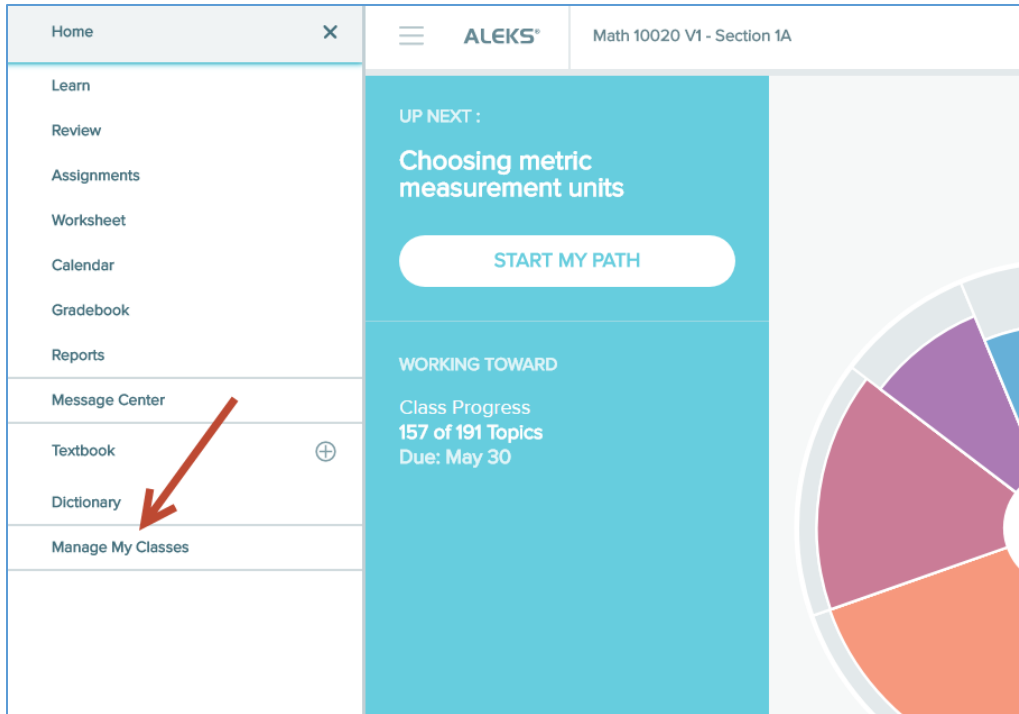 Home
Learn
Review
Assignments
Worksheet
Calendar
Gradebook
Reports
Message Center
Textbook
Dictionary
Manage My Classes
ALEKS®
Math 10020 V1 - Section 1A
UP NEXT :
Choosing metric
measurement units
START MY PATH
WORKING TOWARD
Class Progress
157 of 191 Topics
Due: May 30